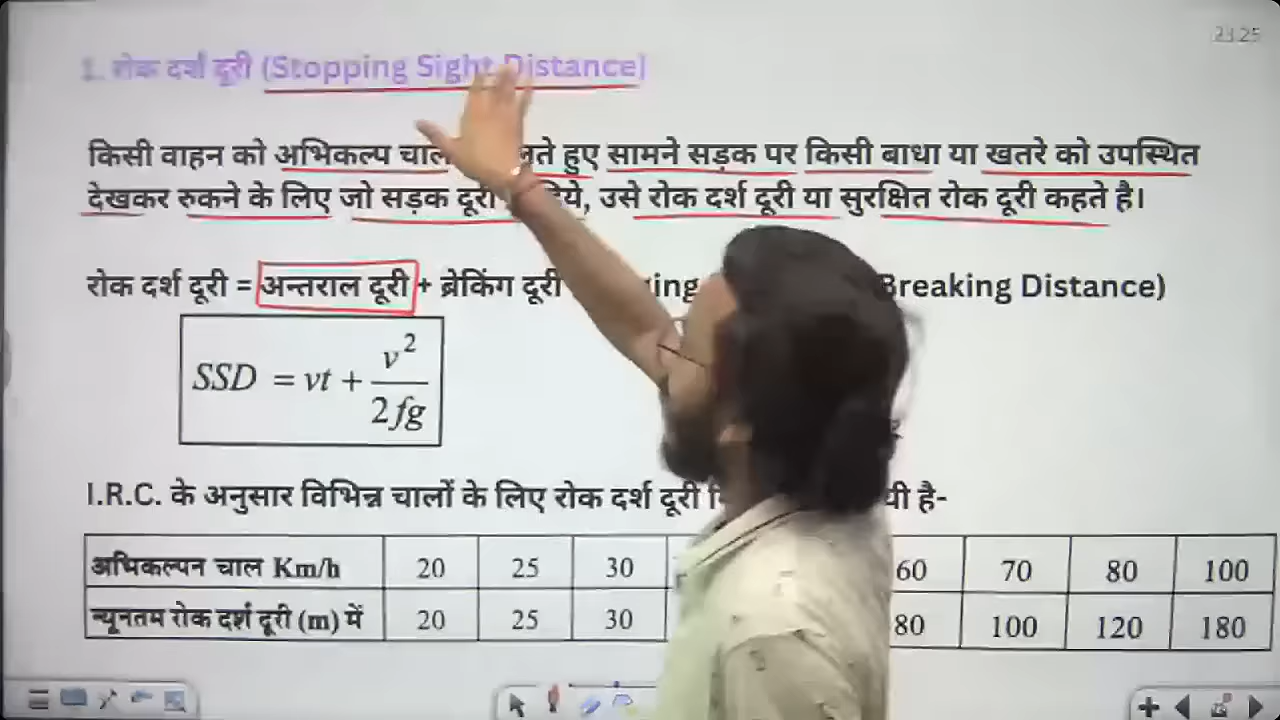 23:25
1. रोक दर्श दूरी (Stopping Sight Distance)
किसी वाहन को अभिकल्प चाल हुए सामने सड़क पर किसी बाधा या खतरे को उपस्थित
देखकर रुकने के लिए जो सड़क दूरी उसे रोक दर्श दूरी या सुरक्षित रोक दूरी कहते है।
रोक दर्श दूरी = अन्तराल दूरी + ब्रेकिंग दूरी Breaking Distance)
SSD = vt + v²/2fg
I.R.C. के अनुसार विभिन्न चालों के लिए रोक दर्श दूरी है-
अभिकल्पन चाल Km/h 20 25 30 60 70 80 100
न्यूनतम रोक दर्श दूरी (m) में 20 25 30 80 100 120 180